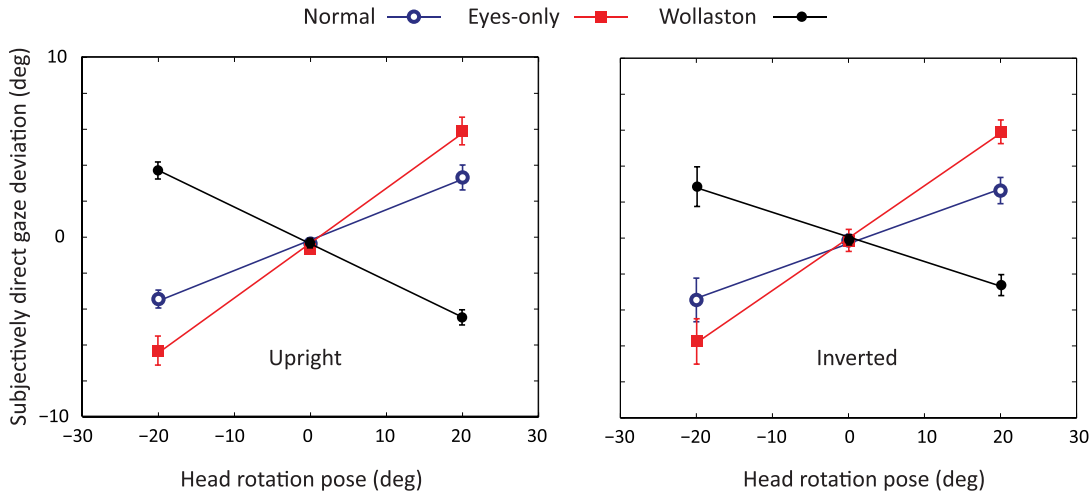 Normal Eyes-only Wollaston
Subjectively direct gaze deviation (deg)
10
0
−10
Upright
Inverted
−30 −20 −10 0 10 20 30
−30 −20 −10 0 10 20 30
Head rotation pose (deg)
Head rotation pose (deg)